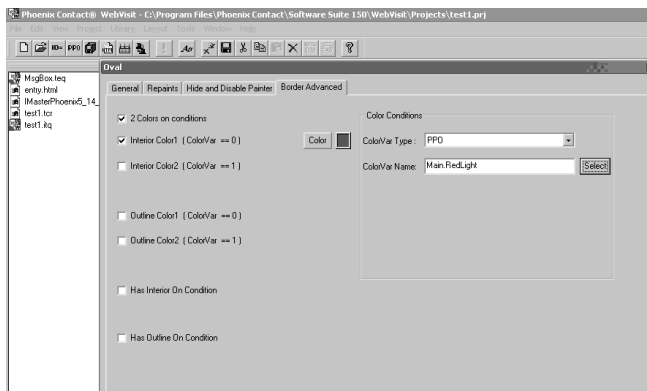 Phoenix Contact® WebVisit - C:\Program Files\Phoenix Contact\Software Suite 150\WebVisit\Projects\test1.prj
File Edit View Project Library Layout Tools Window Help
ID= PPO
Oval
MsgBox.teq
entry.html
IMasterPhoenix5_14_
test1.tcr
test1.itq
General Repaints Hide and Disable Painter Border Advanced
2 Colors on conditions
Interior Color1 ( ColorVar == 0 ) Color
Interior Color2 ( ColorVar == 1 )
Outline Color1 ( ColorVar == 0 )
Outline Color2 ( ColorVar == 1 )
Has Interior On Condition
Has Outline On Condition
Color Conditions
ColorVar Type : PPO
ColorVar Name: Main.RedLight Select